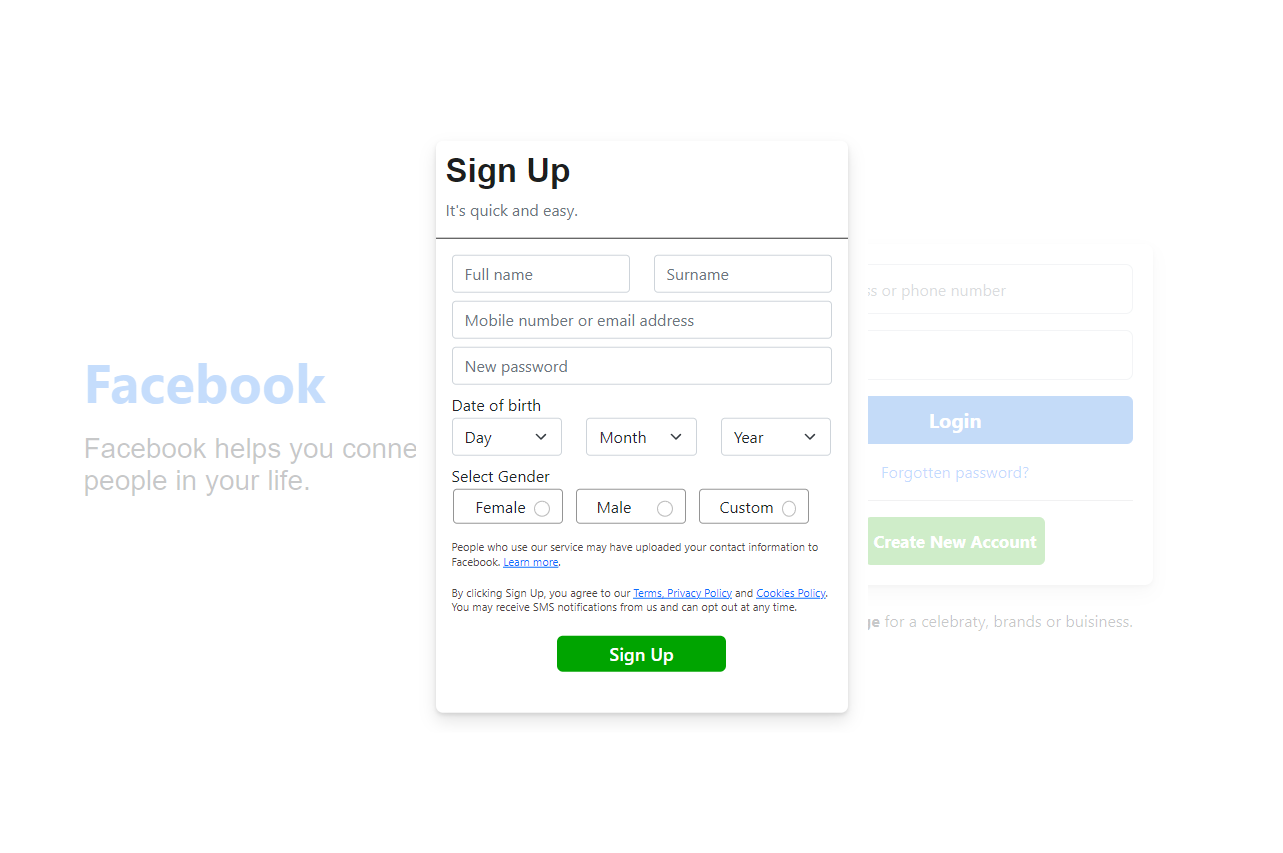 Sign Up
It's quick and easy.
Full name Surname
Mobile number or email address
New password
Date of birth
Day Month Year
Select Gender
Female Male Custom
People who use our service may have uploaded your contact information to
Facebook. Learn more.
By clicking Sign Up, you agree to our Terms, Privacy Policy and Cookies Policy.
You may receive SMS notifications from us and can opt out at any time.
Sign Up
Facebook
Facebook helps you conne
people in your life.
or phone number
Login
Forgotten password?
Create New Account
for a celebraty, brands or buisiness.